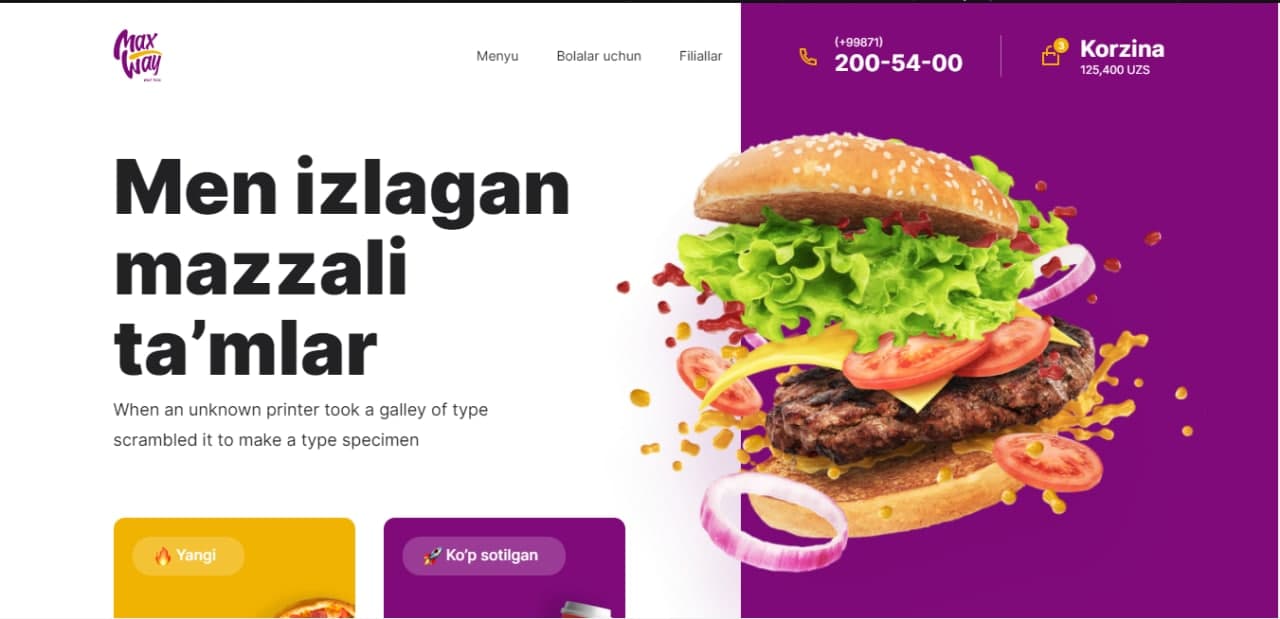 Max
Way
Menyu
Bolalar uchun
Filiallar
(+99871)
200-54-00
3
Korzina
125,400 UZS
Men izlagan
mazzali
ta’mlar
When an unknown printer took a galley of type
scrambled it to make a type specimen
Yangi
Ko‘p sotilgan